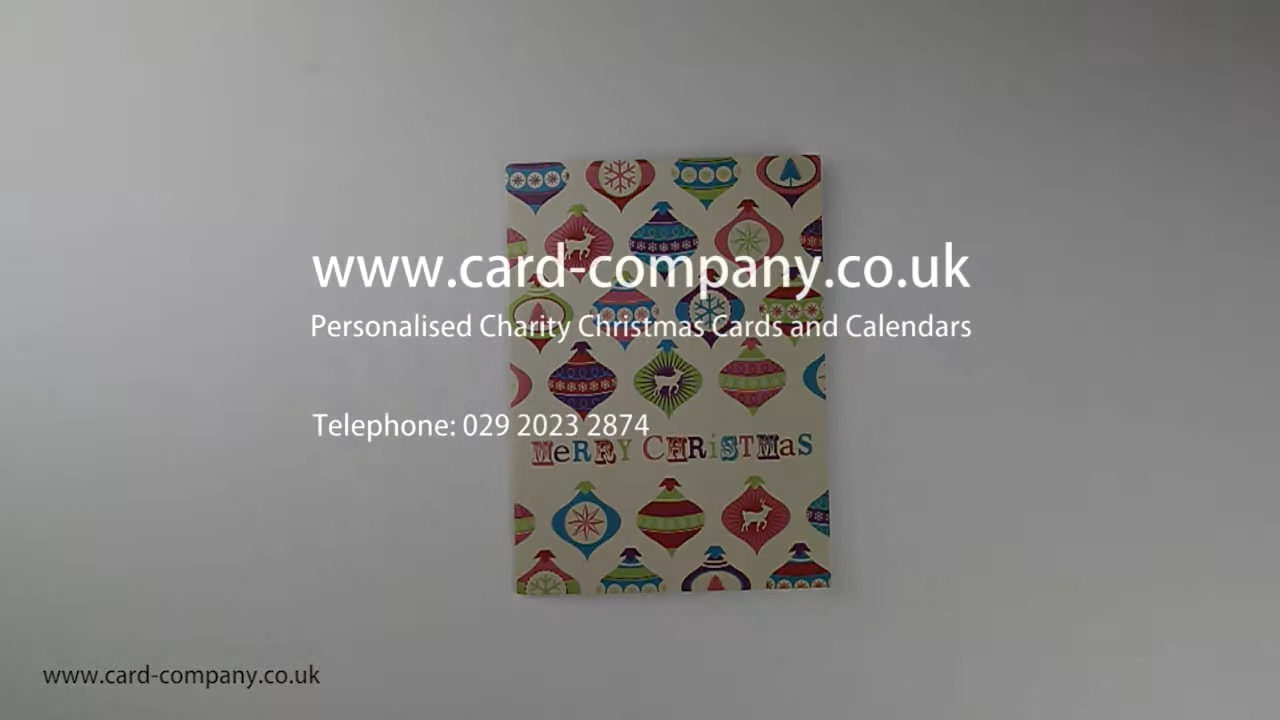 www.card-company.co.uk
Personalised Charity Christmas Cards and Calendars
Telephone: 029 2023 2874
MeRRY CHRiSTMaS
www.card-company.co.uk